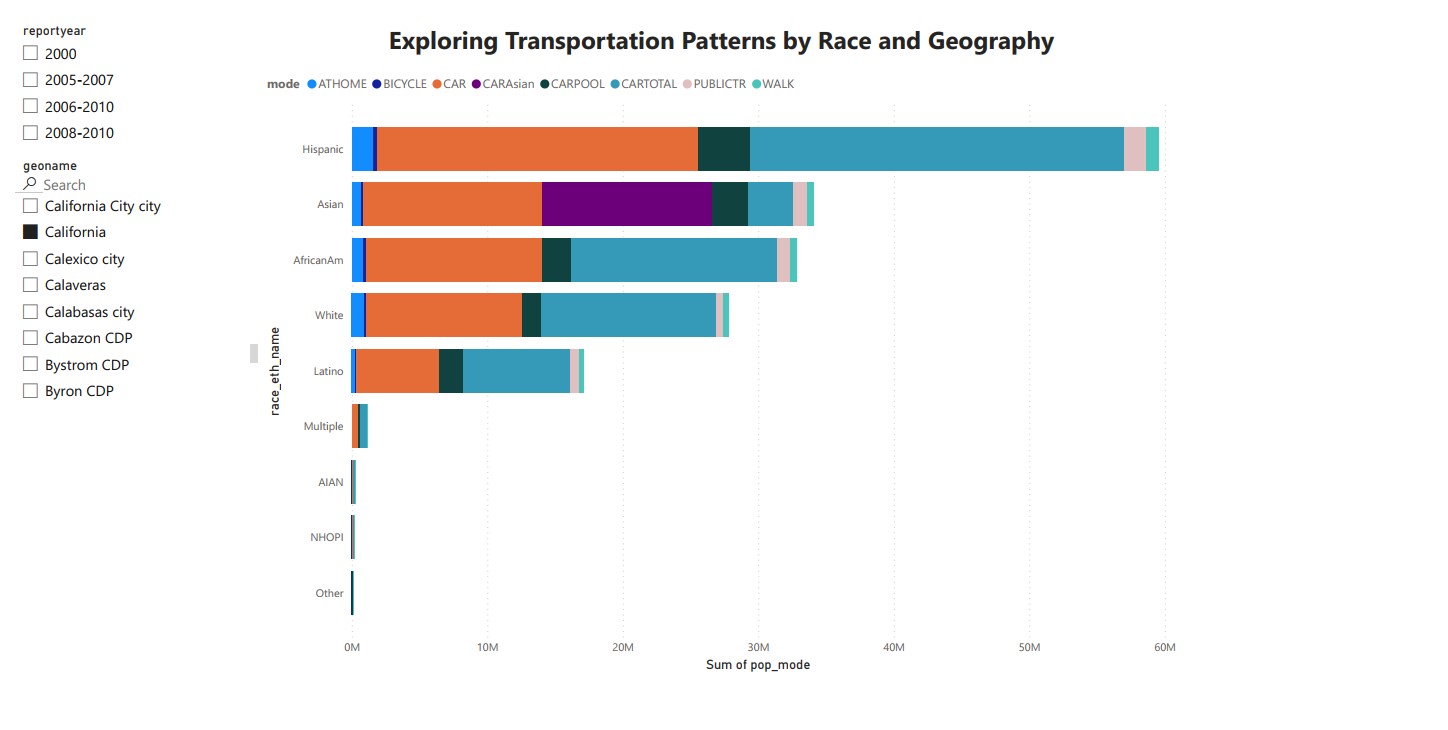 reportyear
2000
2005-2007
2006-2010
2008-2010
geoname
Search
California City city
California
Calexico city
Calaveras
Calabasas city
Cabazon CDP
Bystrom CDP
Byron CDP
Exploring Transportation Patterns by Race and Geography
mode ATHOME BICYCLE CAR CARAsian CARPOOL CARTOTAL PUBLICTR WALK
race_eth_name
Hispanic
Asian
AfricanAm
White
Latino
Multiple
AIAN
NHOPI
Other
0M 10M 20M 30M 40M 50M 60M
Sum of pop_mode